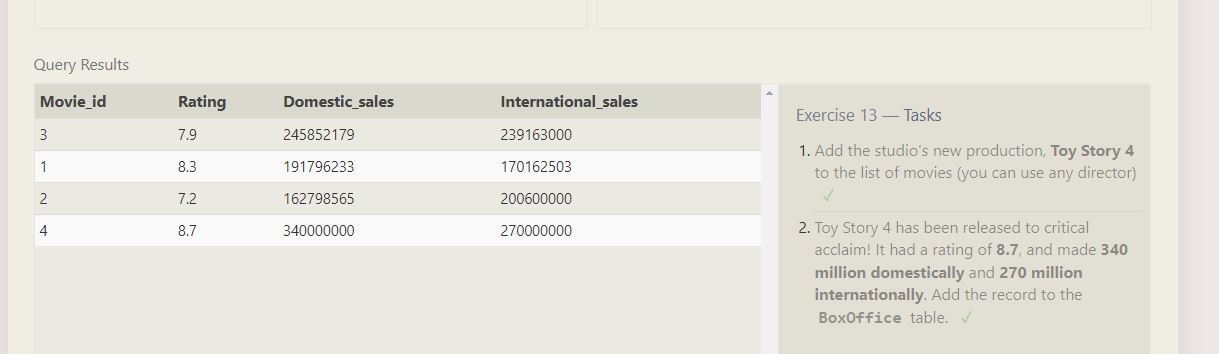 Query Results
Movie_id Rating Domestic_sales International_sales
3 7.9 245852179 239163000
1 8.3 191796233 170162503
2 7.2 162798565 200600000
4 8.7 340000000 270000000
Exercise 13 — Tasks
1. Add the studio's new production, Toy Story 4
to the list of movies (you can use any director)
✓
2. Toy Story 4 has been released to critical
acclaim! It had a rating of 8.7, and made 340
million domestically and 270 million
internationally. Add the record to the
BoxOffice table. ✓